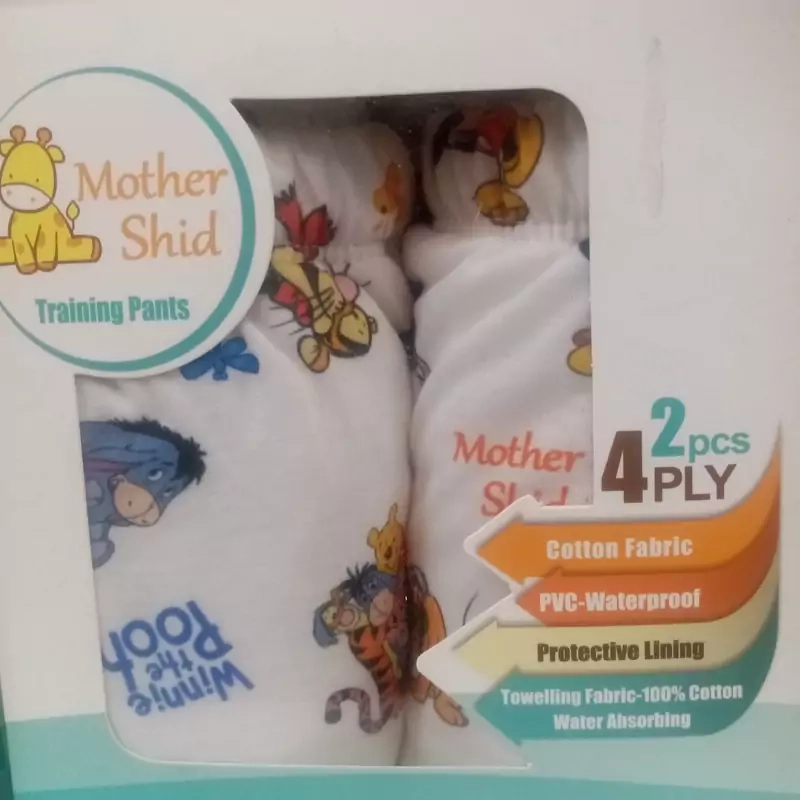 Mother
Shid
Training Pants
Mother
Shid
Winnie
the
Pooh
2pcs
4PLY
Cotton Fabric
PVC-Waterproof
Protective Lining
Towelling Fabric-100% Cotton
Water Absorbing